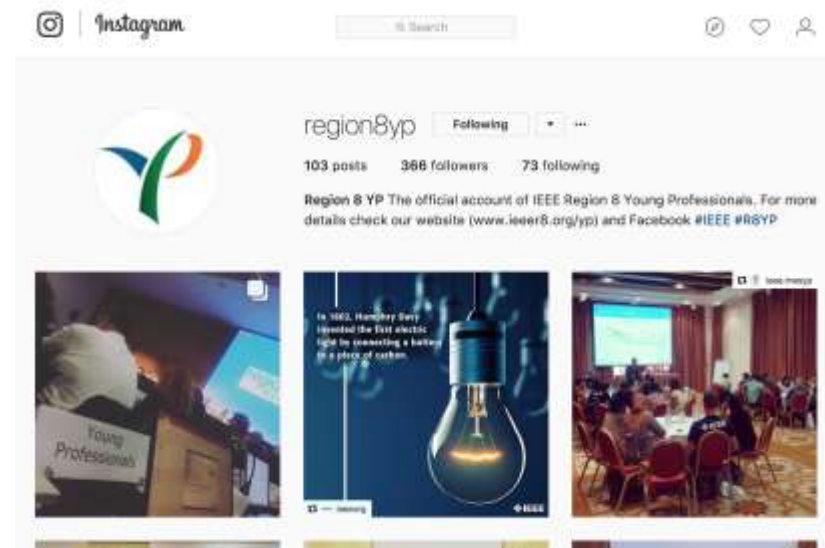 Instagram
Search
region8yp Following
103 posts 366 followers 73 following
Region 8 YP The official account of IEEE Region 8 Young Professionals. For more
details check our website (www.ieeer8.org/yp) and Facebook #IEEE #R8YP
In 1802, Humphry Davy
invented the first electric
light by connecting a battery
to a piece of carbon.
Young
Professionals
IEEE